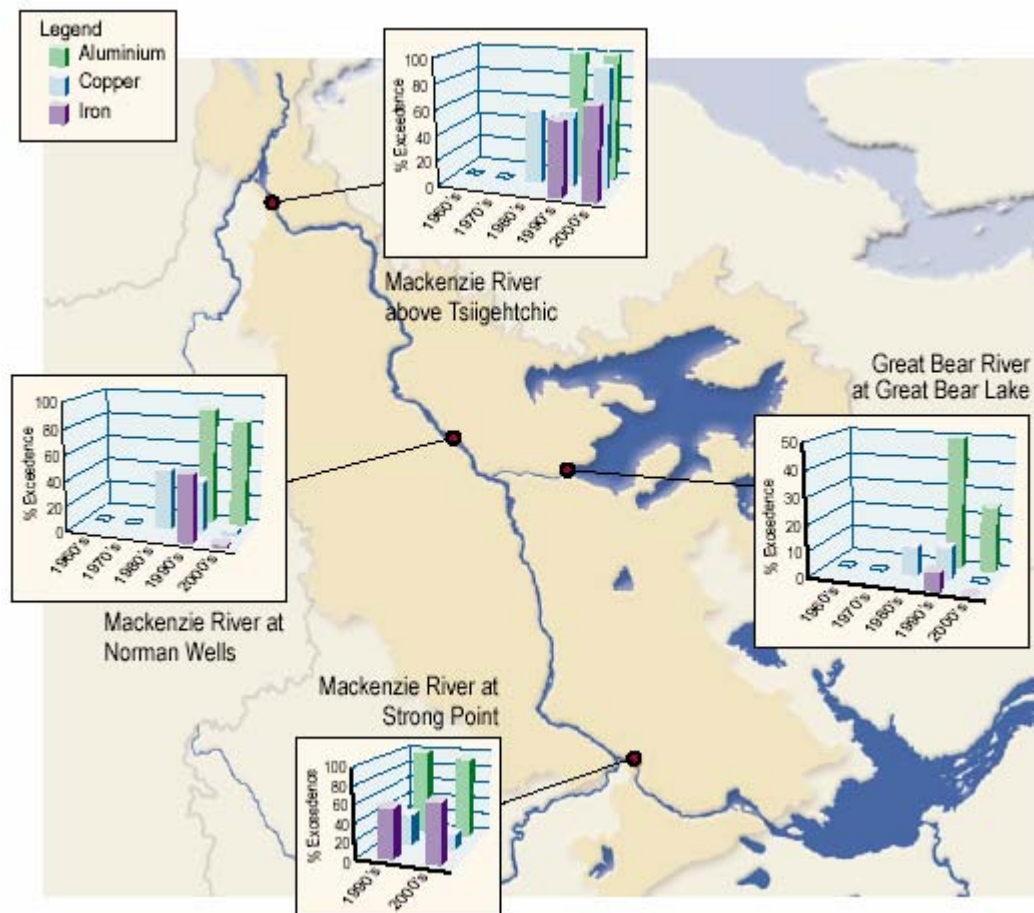 Legend
Aluminium
Copper
Iron
% Exceedence
100
80
60
40
20
0
1960's
1970's
1980's
1990's
2000's
Mackenzie River
above Tsiigehtchic
Great Bear River
at Great Bear Lake
% Exceedence
50
40
30
20
10
0
1960's
1970's
1980's
1990's
2000's
% Exceedence
100
80
60
40
20
0
1960's
1970's
1980's
1990's
2000's
Mackenzie River at
Norman Wells
Mackenzie River at
Strong Point
% Exceedence
100
80
60
40
20
0
1990's
2000's